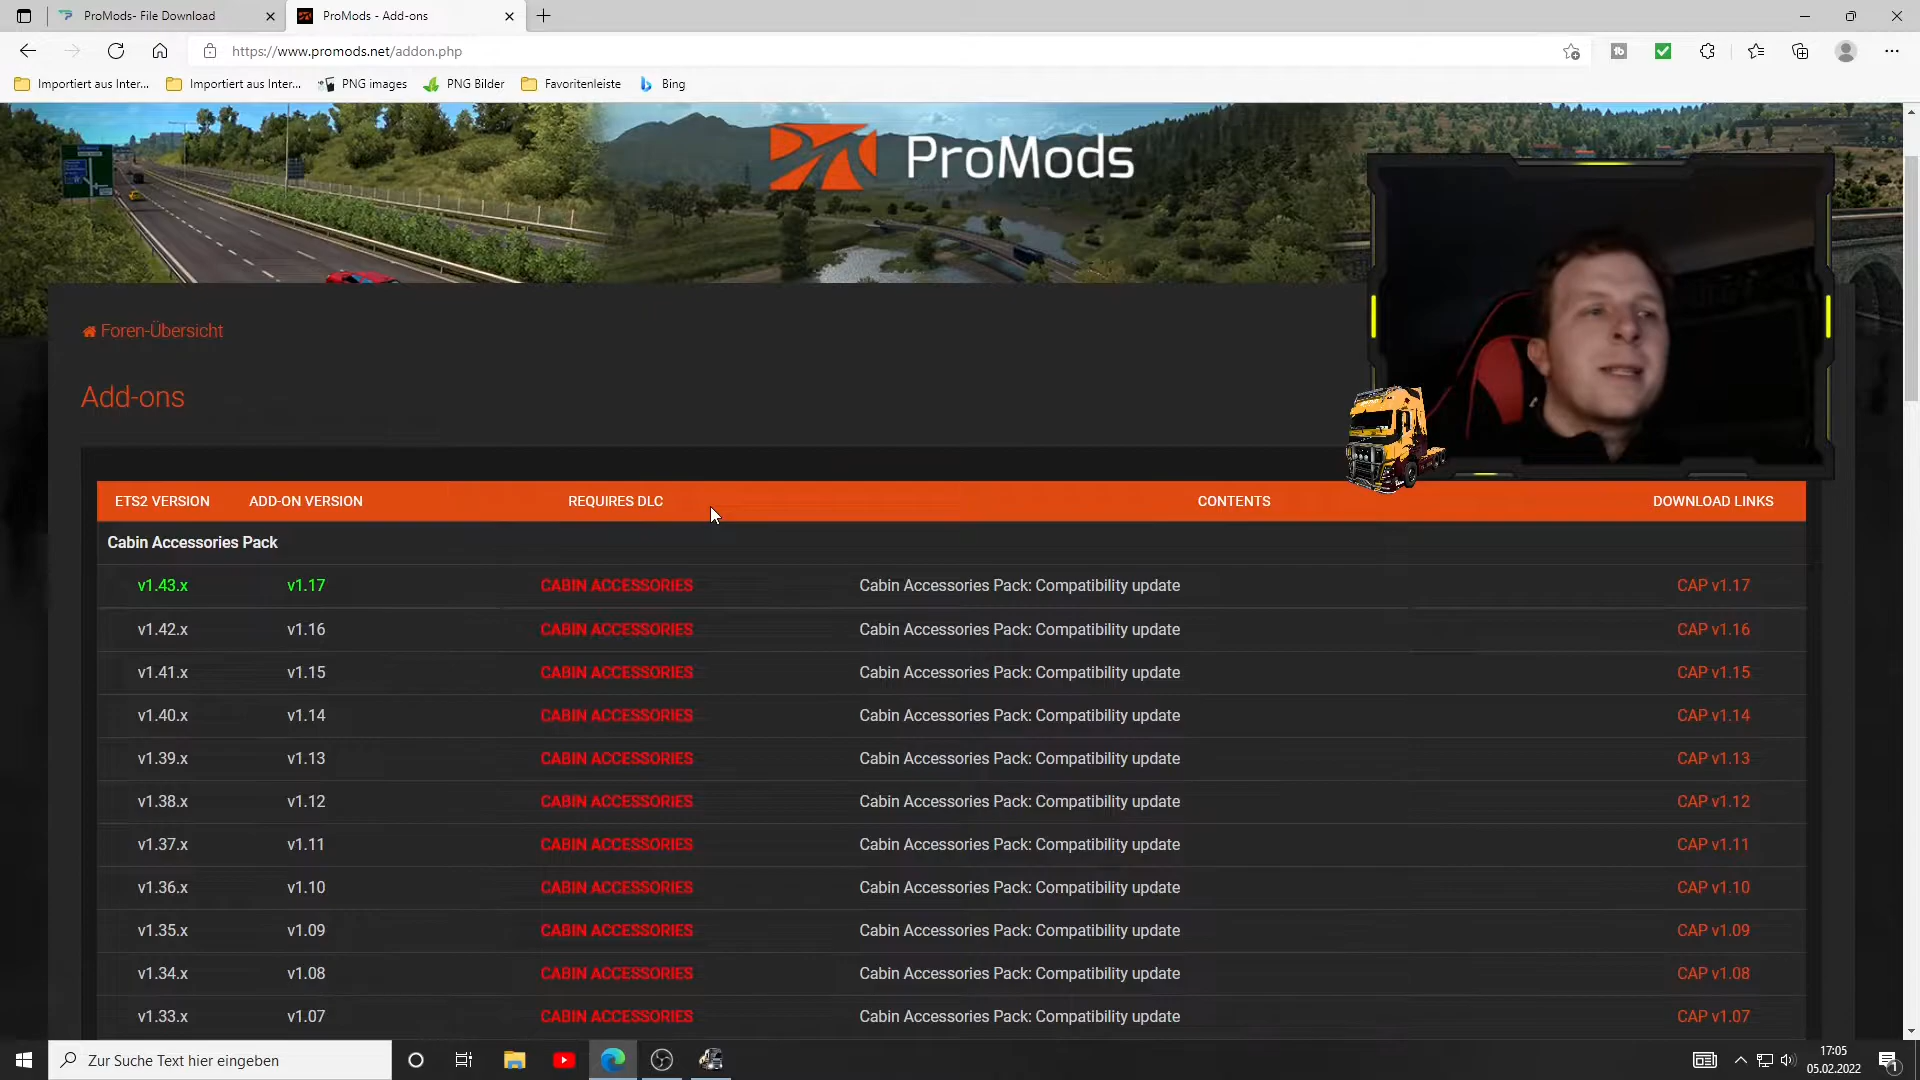 ProMods- File Download
ProMods - Add-ons
https://www.promods.net/addon.php
Importiert aus Inter...
Importiert aus Inter...
PNG images
PNG Bilder
Favoritenleiste
Bing
ProMods
Foren-Übersicht
Add-ons
ETS2 VERSION ADD-ON VERSION REQUIRES DLC CONTENTS DOWNLOAD LINKS
Cabin Accessories Pack
v1.43.x v1.17 CABIN ACCESSORIES Cabin Accessories Pack: Compatibility update CAP v1.17
v1.42.x v1.16 CABIN ACCESSORIES Cabin Accessories Pack: Compatibility update CAP v1.16
v1.41.x v1.15 CABIN ACCESSORIES Cabin Accessories Pack: Compatibility update CAP v1.15
v1.40.x v1.14 CABIN ACCESSORIES Cabin Accessories Pack: Compatibility update CAP v1.14
v1.39.x v1.13 CABIN ACCESSORIES Cabin Accessories Pack: Compatibility update CAP v1.13
v1.38.x v1.12 CABIN ACCESSORIES Cabin Accessories Pack: Compatibility update CAP v1.12
v1.37.x v1.11 CABIN ACCESSORIES Cabin Accessories Pack: Compatibility update CAP v1.11
v1.36.x v1.10 CABIN ACCESSORIES Cabin Accessories Pack: Compatibility update CAP v1.10
v1.35.x v1.09 CABIN ACCESSORIES Cabin Accessories Pack: Compatibility update CAP v1.09
v1.34.x v1.08 CABIN ACCESSORIES Cabin Accessories Pack: Compatibility update CAP v1.08
v1.33.x v1.07 CABIN ACCESSORIES Cabin Accessories Pack: Compatibility update CAP v1.07
Zur Suche Text hier eingeben
17:05
05.02.2022
1